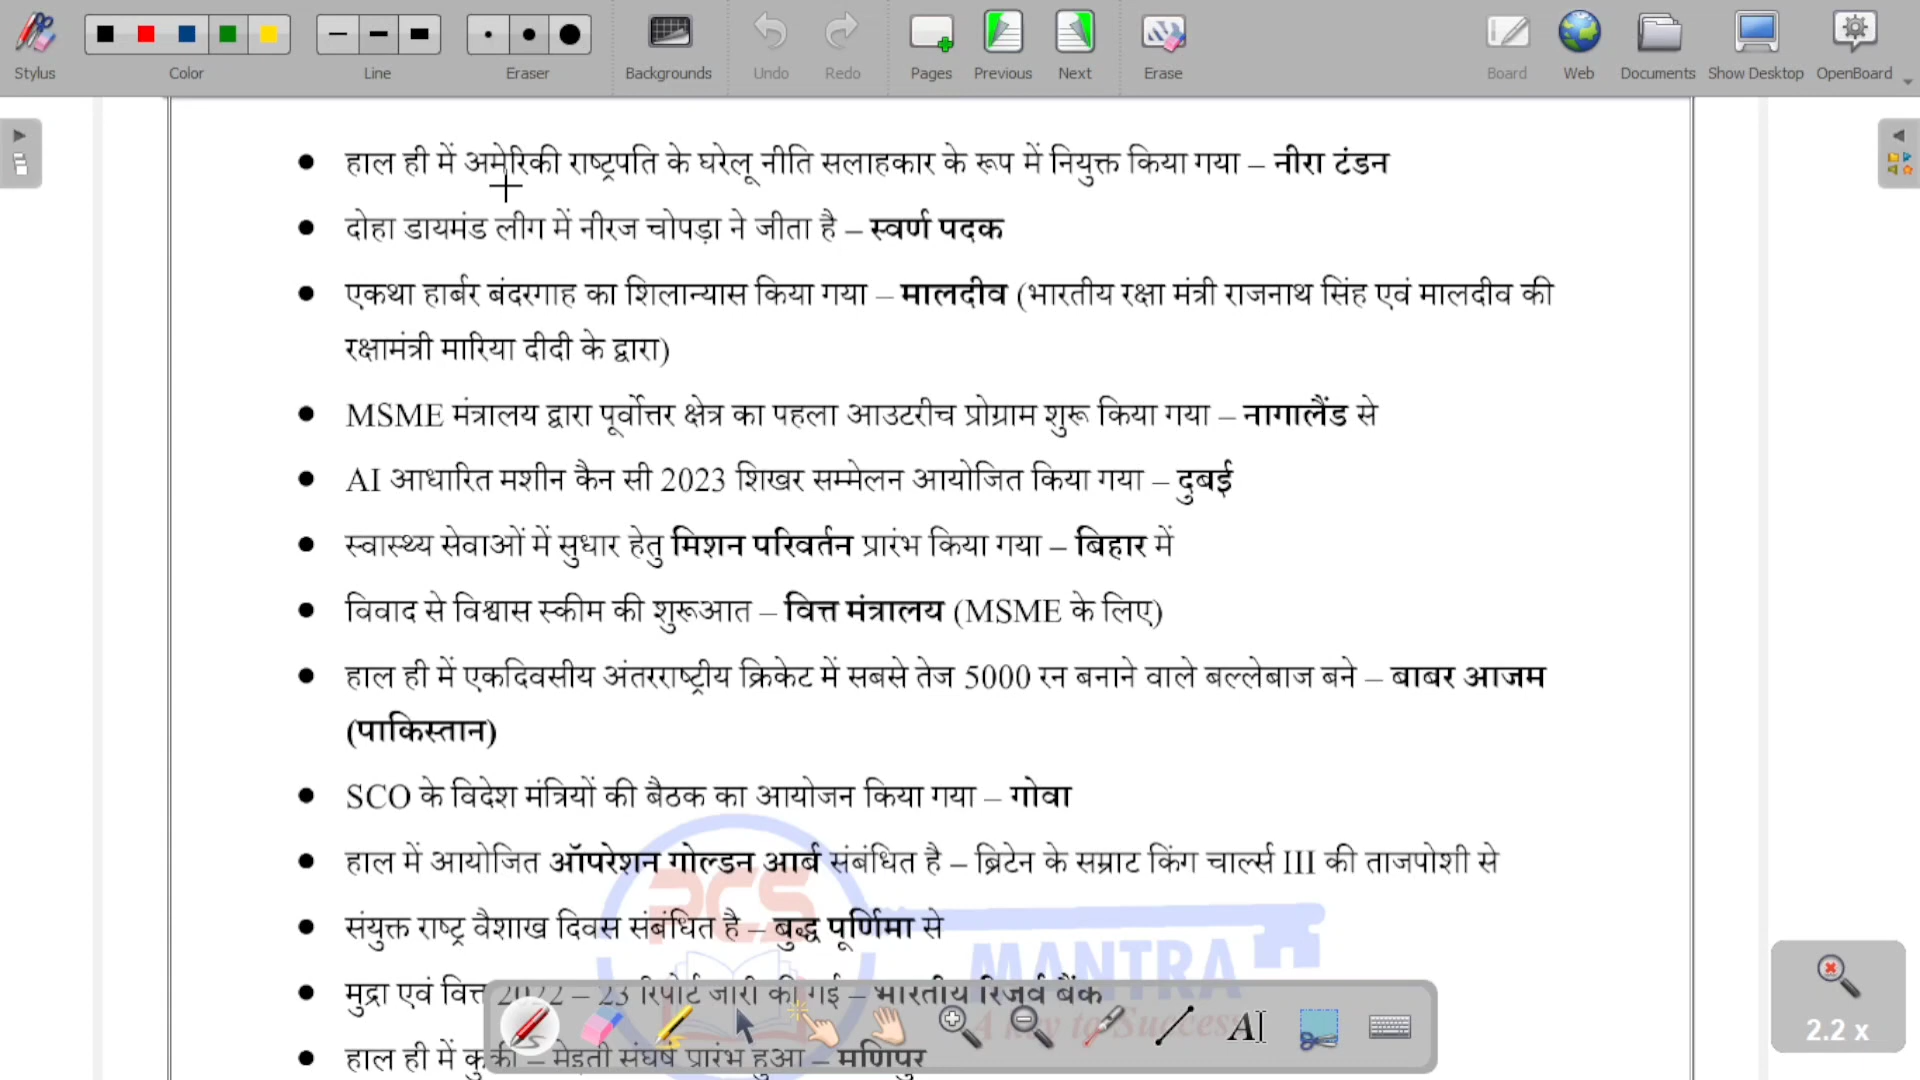 Stylus
Color
Line
Eraser
Backgrounds
Undo
Redo
Pages
Previous
Next
Erase
Board
Web
Documents
Show Desktop
OpenBoard
● हाल ही में अमेरिकी राष्ट्रपति के घरेलू नीति सलाहकार के रूप में नियुक्त किया गया – नीरा टंडन
● दोहा डायमंड लीग में नीरज चोपड़ा ने जीता है – स्वर्ण पदक
● एकथा हार्बर बंदरगाह का शिलान्यास किया गया – मालदीव (भारतीय रक्षा मंत्री राजनाथ सिंह एवं मालदीव की
रक्षामंत्री मारिया दीदी के द्वारा)
● MSME मंत्रालय द्वारा पूर्वोत्तर क्षेत्र का पहला आउटरीच प्रोग्राम शुरू किया गया – नागालैंड से
● AI आधारित मशीन कैन सी 2023 शिखर सम्मेलन आयोजित किया गया – दुबई
● स्वास्थ्य सेवाओं में सुधार हेतु मिशन परिवर्तन प्रारंभ किया गया – बिहार में
● विवाद से विश्वास स्कीम की शुरूआत – वित्त मंत्रालय (MSME के लिए)
● हाल ही में एकदिवसीय अंतरराष्ट्रीय क्रिकेट में सबसे तेज 5000 रन बनाने वाले बल्लेबाज बने – बाबर आजम
(पाकिस्तान)
● SCO के विदेश मंत्रियों की बैठक का आयोजन किया गया – गोवा
● हाल में आयोजित ऑपरेशन गोल्डन आर्ब संबंधित है – ब्रिटेन के सम्राट किंग चार्ल्स III की ताजपोशी से
● संयुक्त राष्ट्र वैशाख दिवस संबंधित है – बुद्ध पूर्णिमा से
● मुद्रा एवं वित्त 2022 – 23 रिपोर्ट जारी की गई – भारतीय रिजर्व बैंक
● हाल ही में कुकी – मेइती संघर्ष प्रारंभ हुआ – मणिपुर
PCS
MANTRA
A key to Success
AI
2.2 x